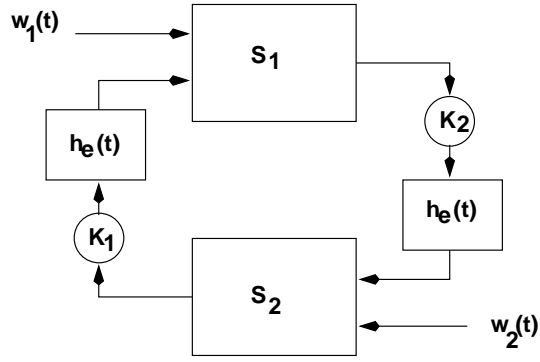 w1(t)
S1
K2
he(t)
he(t)
K1
S2
w2(t)